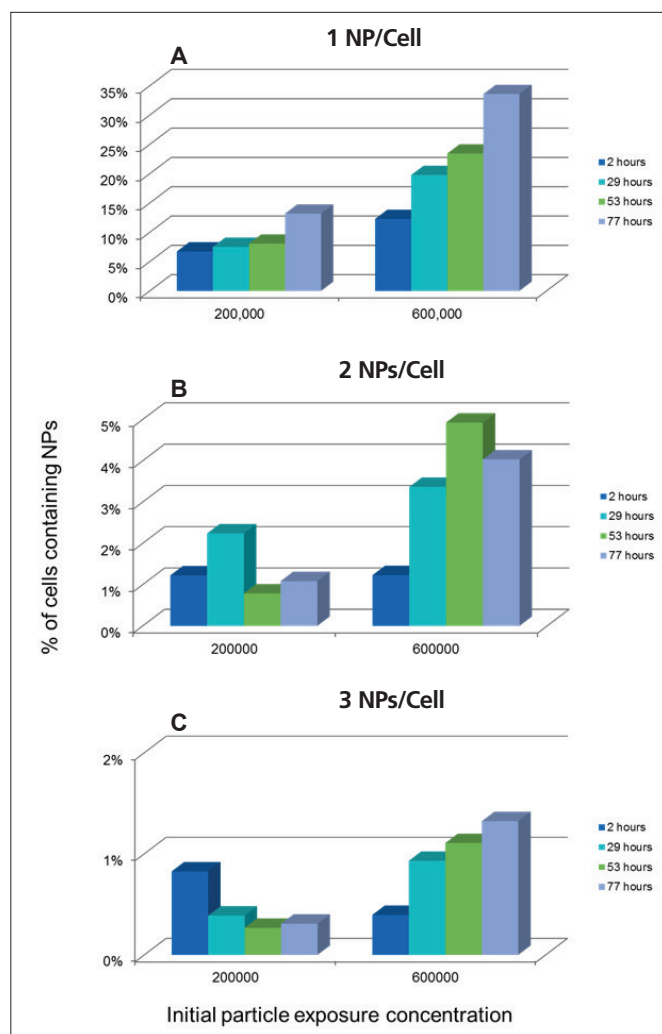 1 NP/Cell
A
35%
30%
25%
20%
15%
10%
5%
0%
200,000
600,000
2 hours
29 hours
53 hours
77 hours
2 NPs/Cell
B
5%
4%
3%
2%
1%
0%
200000
600000
2 hours
29 hours
53 hours
77 hours
% of cells containing NPs
3 NPs/Cell
C
2%
1%
0%
200000
600000
2 hours
29 hours
53 hours
77 hours
Initial particle exposure concentration